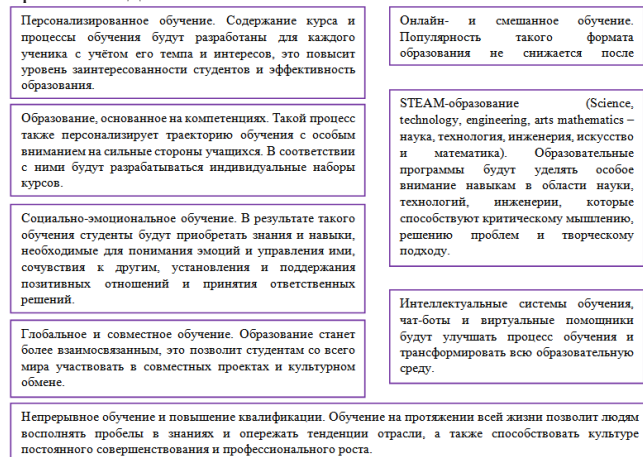 Персонализированное обучение. Содержание курса и
процессы обучения будут разработаны для каждого
ученика с учётом его темпа и интересов, это повысит
уровень заинтересованности студентов и эффективность
образования.
Образование, основанное на компетенциях. Такой процесс
также персонализирует траекторию обучения с особым
вниманием на сильные стороны учащихся. В соответствии
с ними будут разрабатываться индивидуальные наборы
курсов.
Социально-эмоциональное обучение. В результате такого
обучения студенты будут приобретать знания и навыки,
необходимые для понимания эмоций и управления ими,
сочувствия к другим, установления и поддержания
позитивных отношений и принятия ответственных
решений.
Глобальное и совместное обучение. Образование станет
более взаимосвязанным, это позволит студентам со всего
мира участвовать в совместных проектах и культурном
обмене.
Онлайн- и смешанное обучение.
Популярность такого формата
образования не снижается после
STEAM-образование (Science,
technology, engineering, arts mathematics –
наука, технология, инженерия, искусство
и математика). Образовательные
программы будут уделять особое
внимание навыкам в области науки,
технологий, инженерии, которые
способствуют критическому мышлению,
решению проблем и творческому
подходу.
Интеллектуальные системы обучения,
чат-боты и виртуальные помощники
будут улучшать процесс обучения и
трансформировать всю образовательную
среду.
Непрерывное обучение и повышение квалификации. Обучение на протяжении всей жизни позволит людям
восполнять пробелы в знаниях и опережать тенденции отрасли, а также способствовать культуре
постоянного совершенствования и профессионального роста.